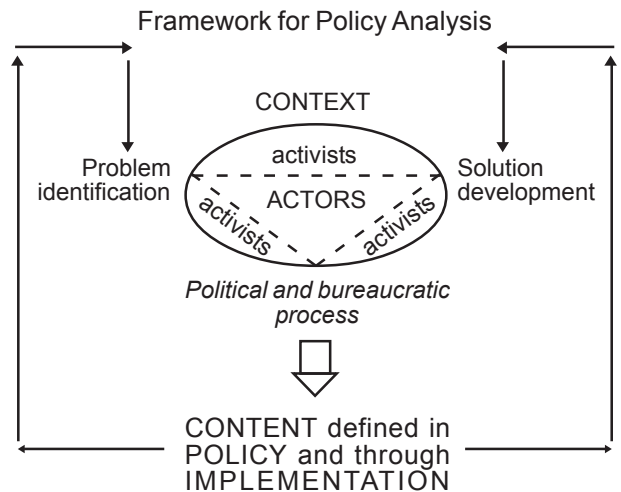 Framework for Policy Analysis
CONTEXT
activists
Problem
identification
ACTORS
Solution
development
activists
activists
Political and bureaucratic
process
CONTENT defined in
POLICY and through
IMPLEMENTATION